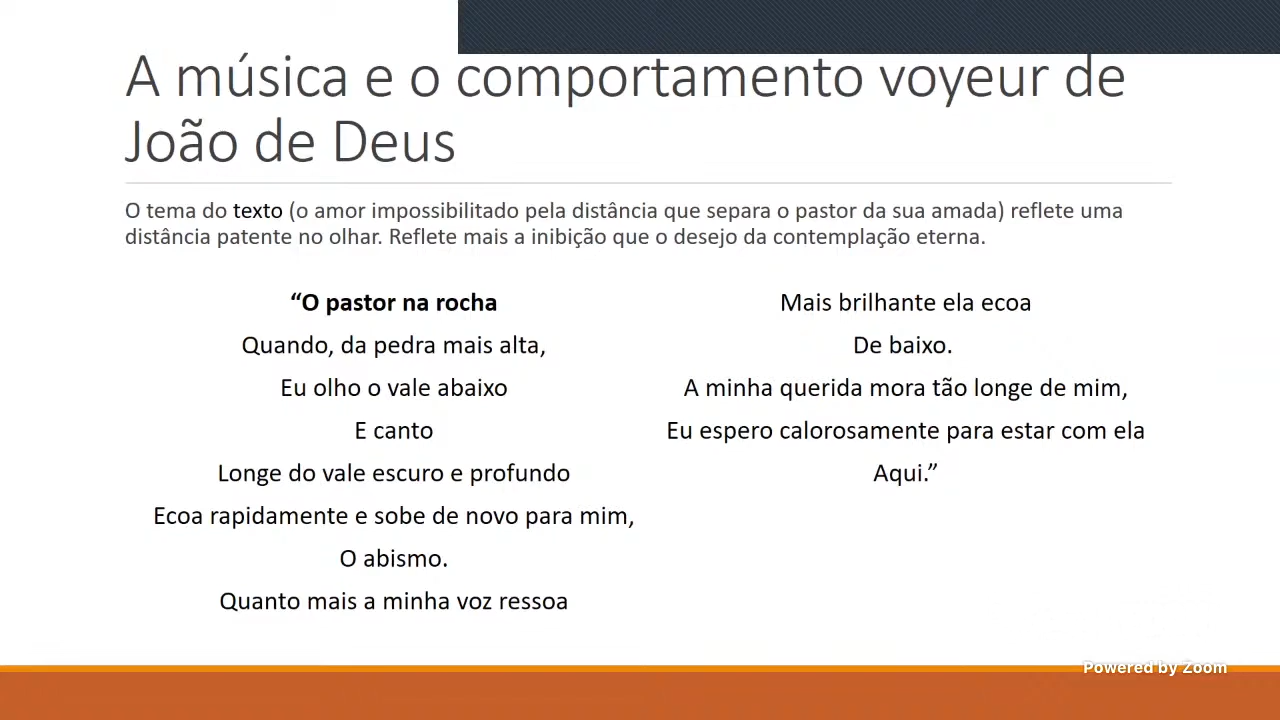 A música e o comportamento voyeur de
João de Deus
O tema do texto (o amor impossibilitado pela distância que separa o pastor da sua amada) reflete uma
distância patente no olhar. Reflete mais a inibição que o desejo da contemplação eterna.
“O pastor na rocha
Quando, da pedra mais alta,
Eu olho o vale abaixo
E canto
Longe do vale escuro e profundo
Ecoa rapidamente e sobe de novo para mim,
O abismo.
Quanto mais a minha voz ressoa
Mais brilhante ela ecoa
De baixo.
A minha querida mora tão longe de mim,
Eu espero calorosamente para estar com ela
Aqui.”
Powered by Zoom